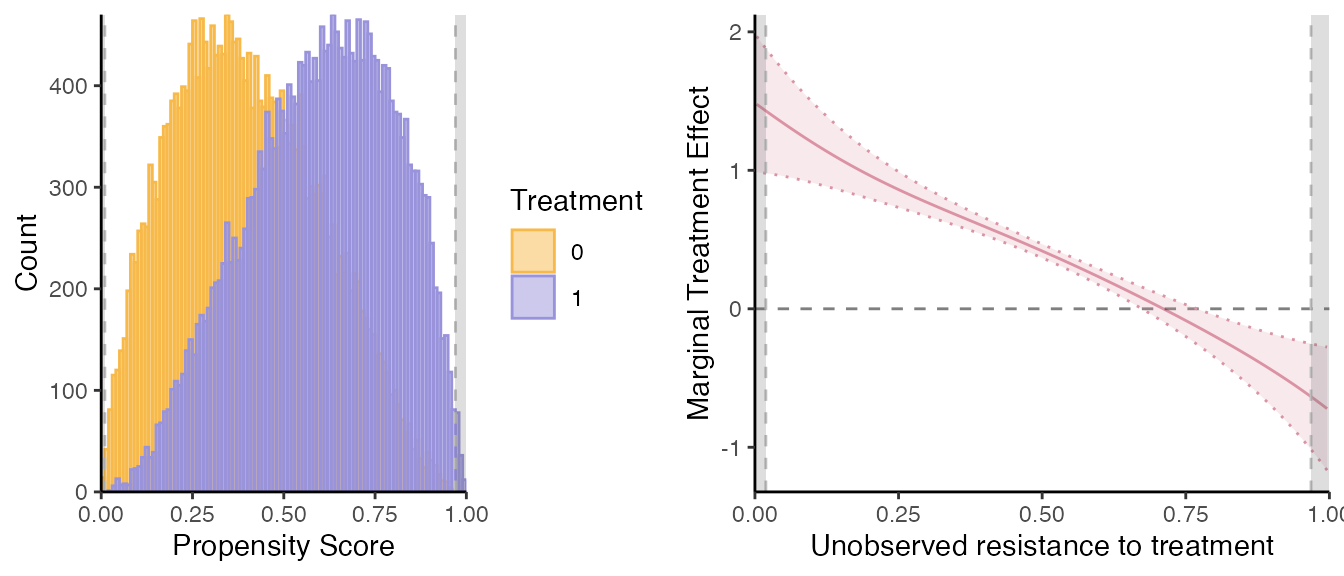 400
300
200
100
0
Count
0.00 0.25 0.50 0.75 1.00
Propensity Score
Treatment
0
1
2
1
0
-1
Marginal Treatment Effect
0.00 0.25 0.50 0.75 1.00
Unobserved resistance to treatment